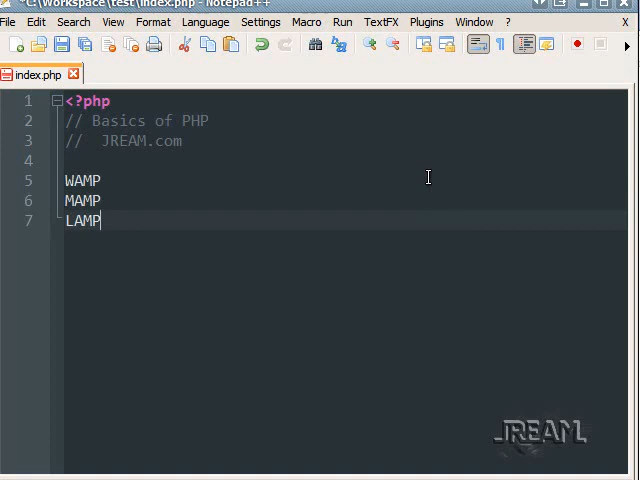 *C:\Workspace\test\index.php - Notepad++
File Edit Search View Format Language Settings Macro Run TextFX Plugins Window ? X
index.php
1 <?php
2 // Basics of PHP
3 //  JREAM.com
4
5 WAMP
6 MAMP
7 LAMP
JREAM